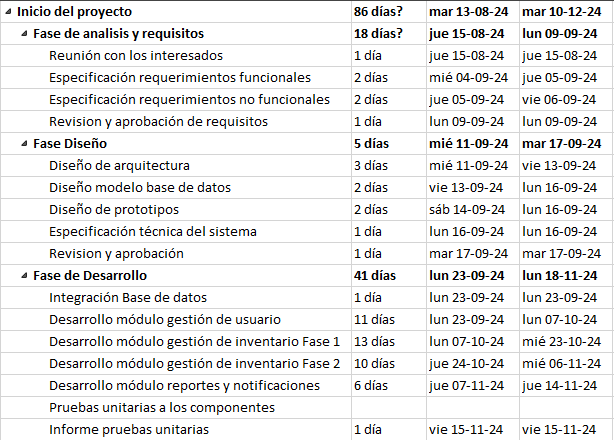 Inicio del proyecto 86 días? mar 13-08-24 mar 10-12-24
Fase de analisis y requisitos 18 días? jue 15-08-24 lun 09-09-24
Reunión con los interesados 1 día jue 15-08-24 jue 15-08-24
Especificación requerimientos funcionales 2 días mié 04-09-24 jue 05-09-24
Especificación requerimientos no funcionales 2 días jue 05-09-24 vie 06-09-24
Revision y aprobación de requisitos 1 día lun 09-09-24 lun 09-09-24
Fase Diseño 5 días mié 11-09-24 mar 17-09-24
Diseño de arquitectura 3 días mié 11-09-24 vie 13-09-24
Diseño modelo base de datos 2 días vie 13-09-24 lun 16-09-24
Diseño de prototipos 2 días sáb 14-09-24 lun 16-09-24
Especificación técnica del sistema 1 día lun 16-09-24 lun 16-09-24
Revision y aprobación 1 día mar 17-09-24 mar 17-09-24
Fase de Desarrollo 41 días lun 23-09-24 lun 18-11-24
Integración Base de datos 1 día lun 23-09-24 lun 23-09-24
Desarrollo módulo gestión de usuario 11 días lun 23-09-24 lun 07-10-24
Desarrollo módulo gestión de inventario Fase 1 13 días lun 07-10-24 mié 23-10-24
Desarrollo módulo gestión de inventario Fase 2 10 días jue 24-10-24 mié 06-11-24
Desarrollo módulo reportes y notificaciones 6 días jue 07-11-24 jue 14-11-24
Pruebas unitarias a los componentes
Informe pruebas unitarias 1 día vie 15-11-24 vie 15-11-24